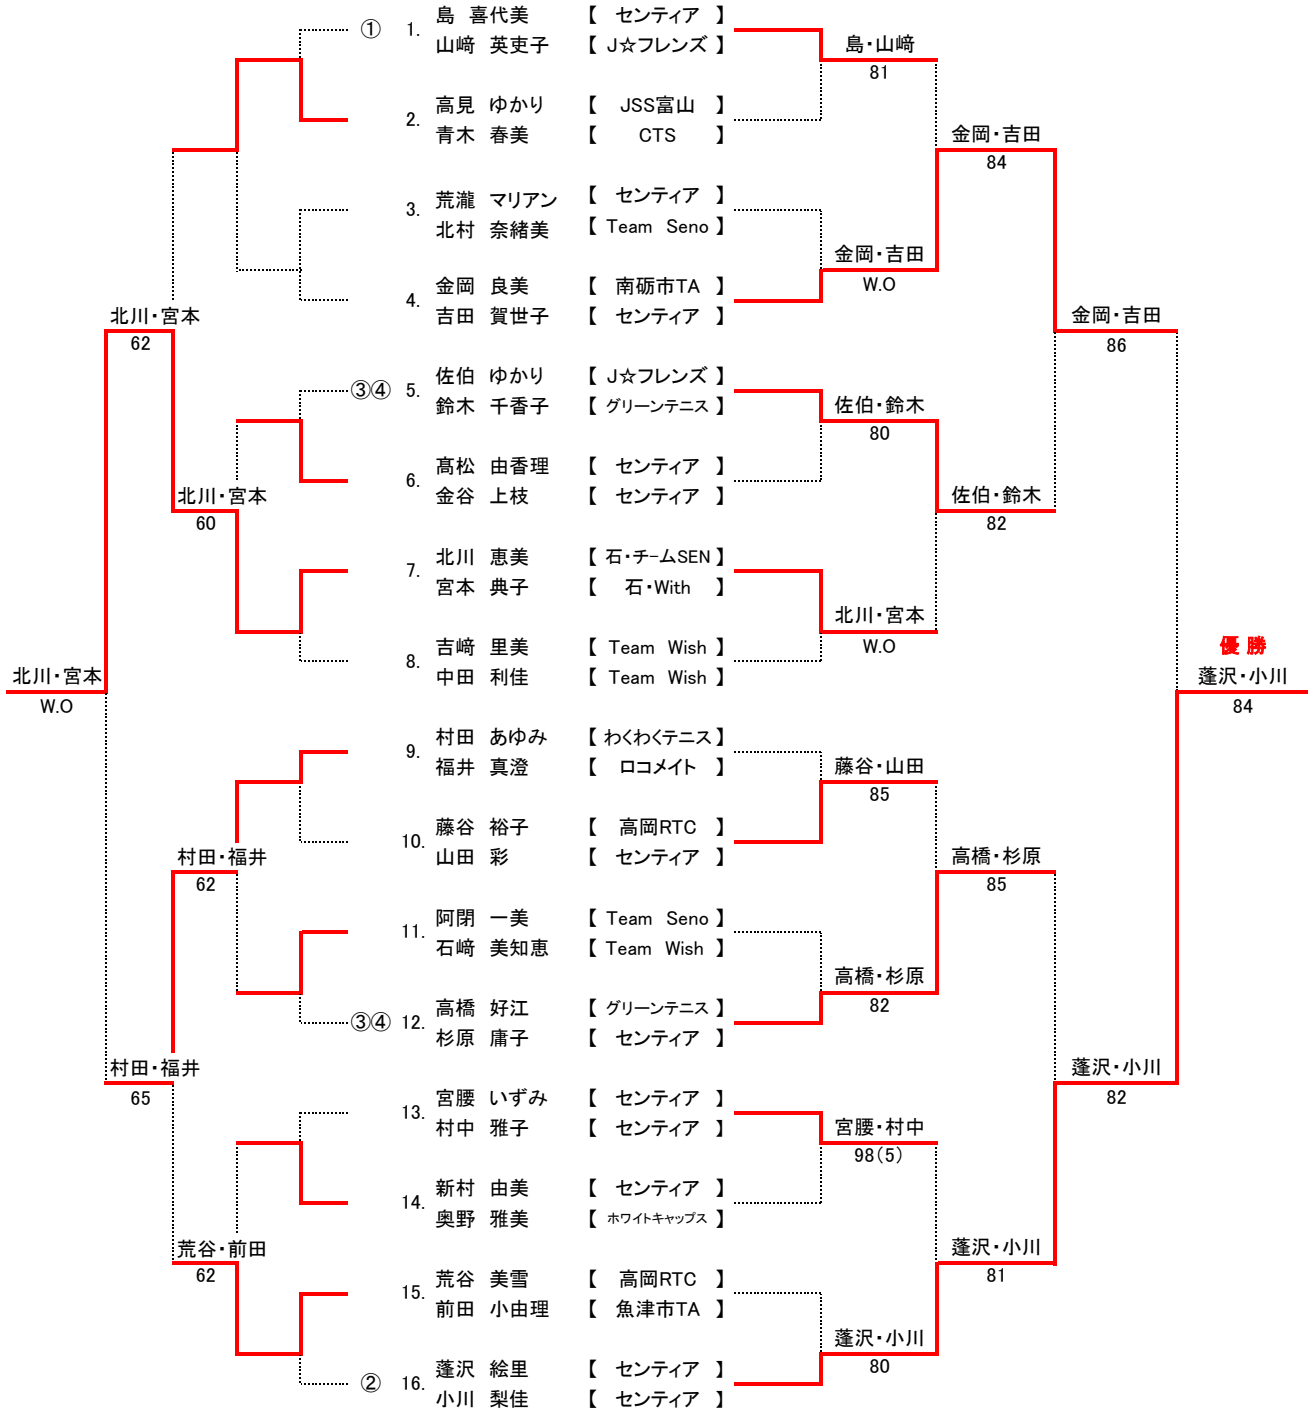 ① 1. 島　喜代美 【 センティア 】
山﨑　英吏子 【 J☆フレンズ 】
2. 高見　ゆかり 【 JSS富山 】
青木　春美 【 CTS 】
3. 荒瀧　マリアン 【 センティア 】
北村　奈緒美 【 Team Seno 】
4. 金岡　良美 【 南砺市TA 】
吉田　賀世子 【 センティア 】
③④ 5. 佐伯　ゆかり 【 J☆フレンズ 】
鈴木　千香子 【 グリーンテニス 】
6. 髙松　由香理 【 センティア 】
金谷　上枝 【 センティア 】
7. 北川　恵美 【 石・チームSEN 】
宮本　典子 【 石・With 】
8. 吉﨑　里美 【 Team Wish 】
中田　利佳 【 Team Wish 】
9. 村田　あゆみ 【 わくわくテニス 】
福井　真澄 【 ロコメイト 】
10. 藤谷　裕子 【 高岡RTC 】
山田　彩 【 センティア 】
11. 阿閉　一美 【 Team Seno 】
石﨑　美知恵 【 Team Wish 】
③④ 12. 高橋　好江 【 グリーンテニス 】
杉原　庸子 【 センティア 】
13. 宮腰　いずみ 【 センティア 】
村中　雅子 【 センティア 】
14. 新村　由美 【 センティア 】
奥野　雅美 【 ホワイトキャップス 】
15. 荒谷　美雪 【 高岡RTC 】
前田　小由理 【 魚津市TA 】
② 16. 蓬沢　絵里 【 センティア 】
小川　梨佳 【 センティア 】
島・山﨑
81
金岡・吉田
W.O
佐伯・鈴木
80
北川・宮本
W.O
藤谷・山田
85
高橋・杉原
82
宮腰・村中
98(5)
蓬沢・小川
80
金岡・吉田
84
佐伯・鈴木
82
高橋・杉原
85
蓬沢・小川
81
金岡・吉田
86
蓬沢・小川
82
優 勝
蓬沢・小川
84
北川・宮本
60
村田・福井
62
荒谷・前田
62
北川・宮本
62
村田・福井
65
北川・宮本
W.O